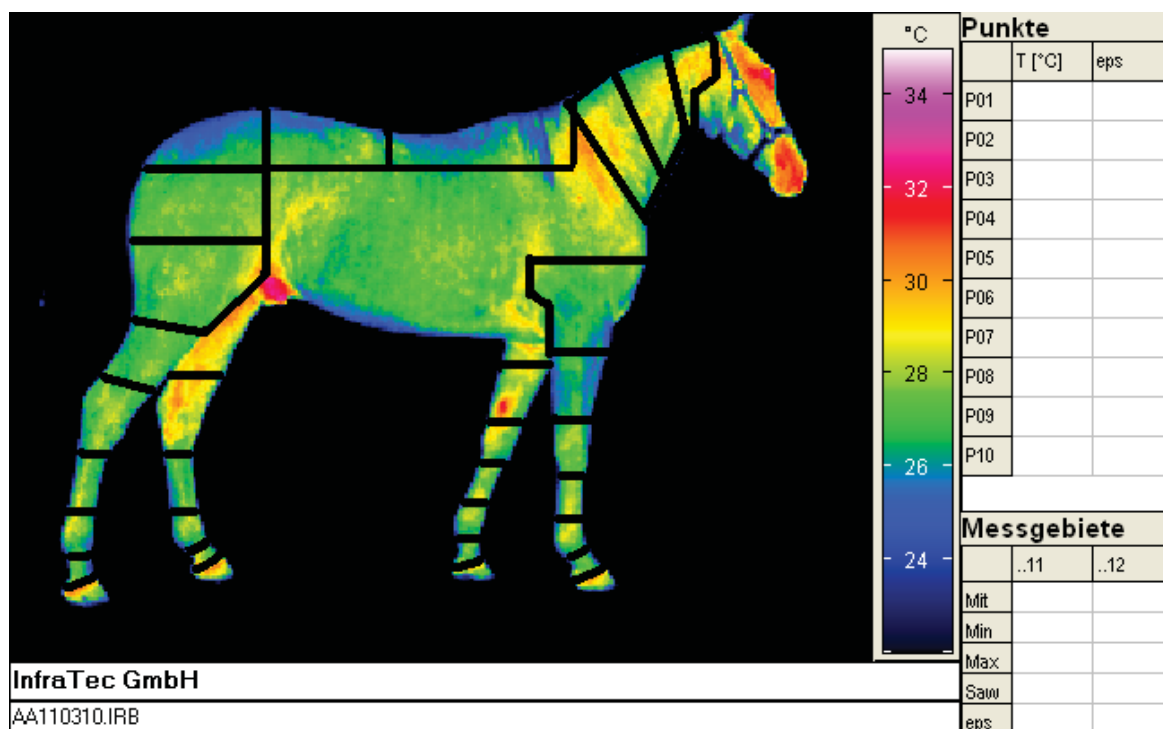 °C
34
32
30
28
26
24
Punkte
T [°C] eps
P01
P02
P03
P04
P05
P06
P07
P08
P09
P10
Messgebiete
..11 ..12
Mit
Min
Max
Saw
eps
InfraTec GmbH
AA110310.IRB